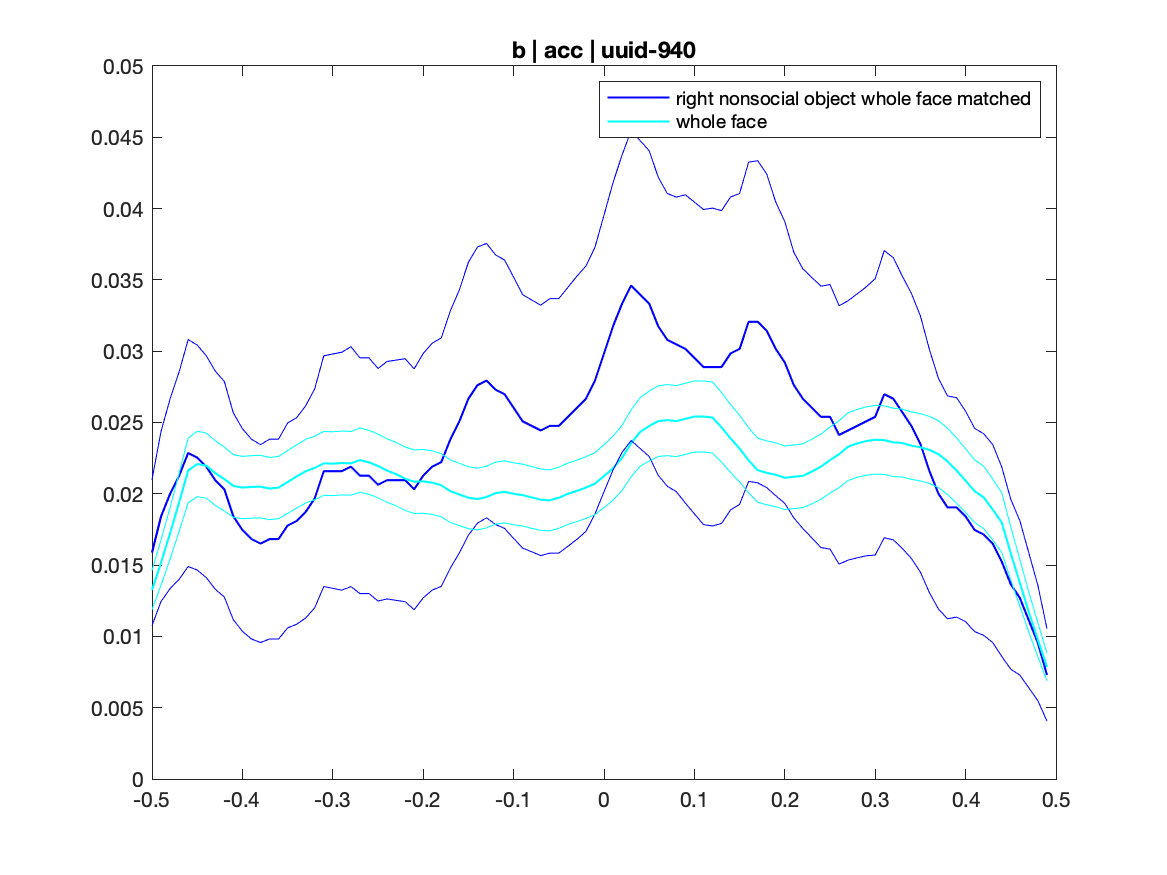 b | acc | uuid-940
right nonsocial object whole face matched
whole face
0.05
0.045
0.04
0.035
0.03
0.025
0.02
0.015
0.01
0.005
0
-0.5 -0.4 -0.3 -0.2 -0.1 0 0.1 0.2 0.3 0.4 0.5